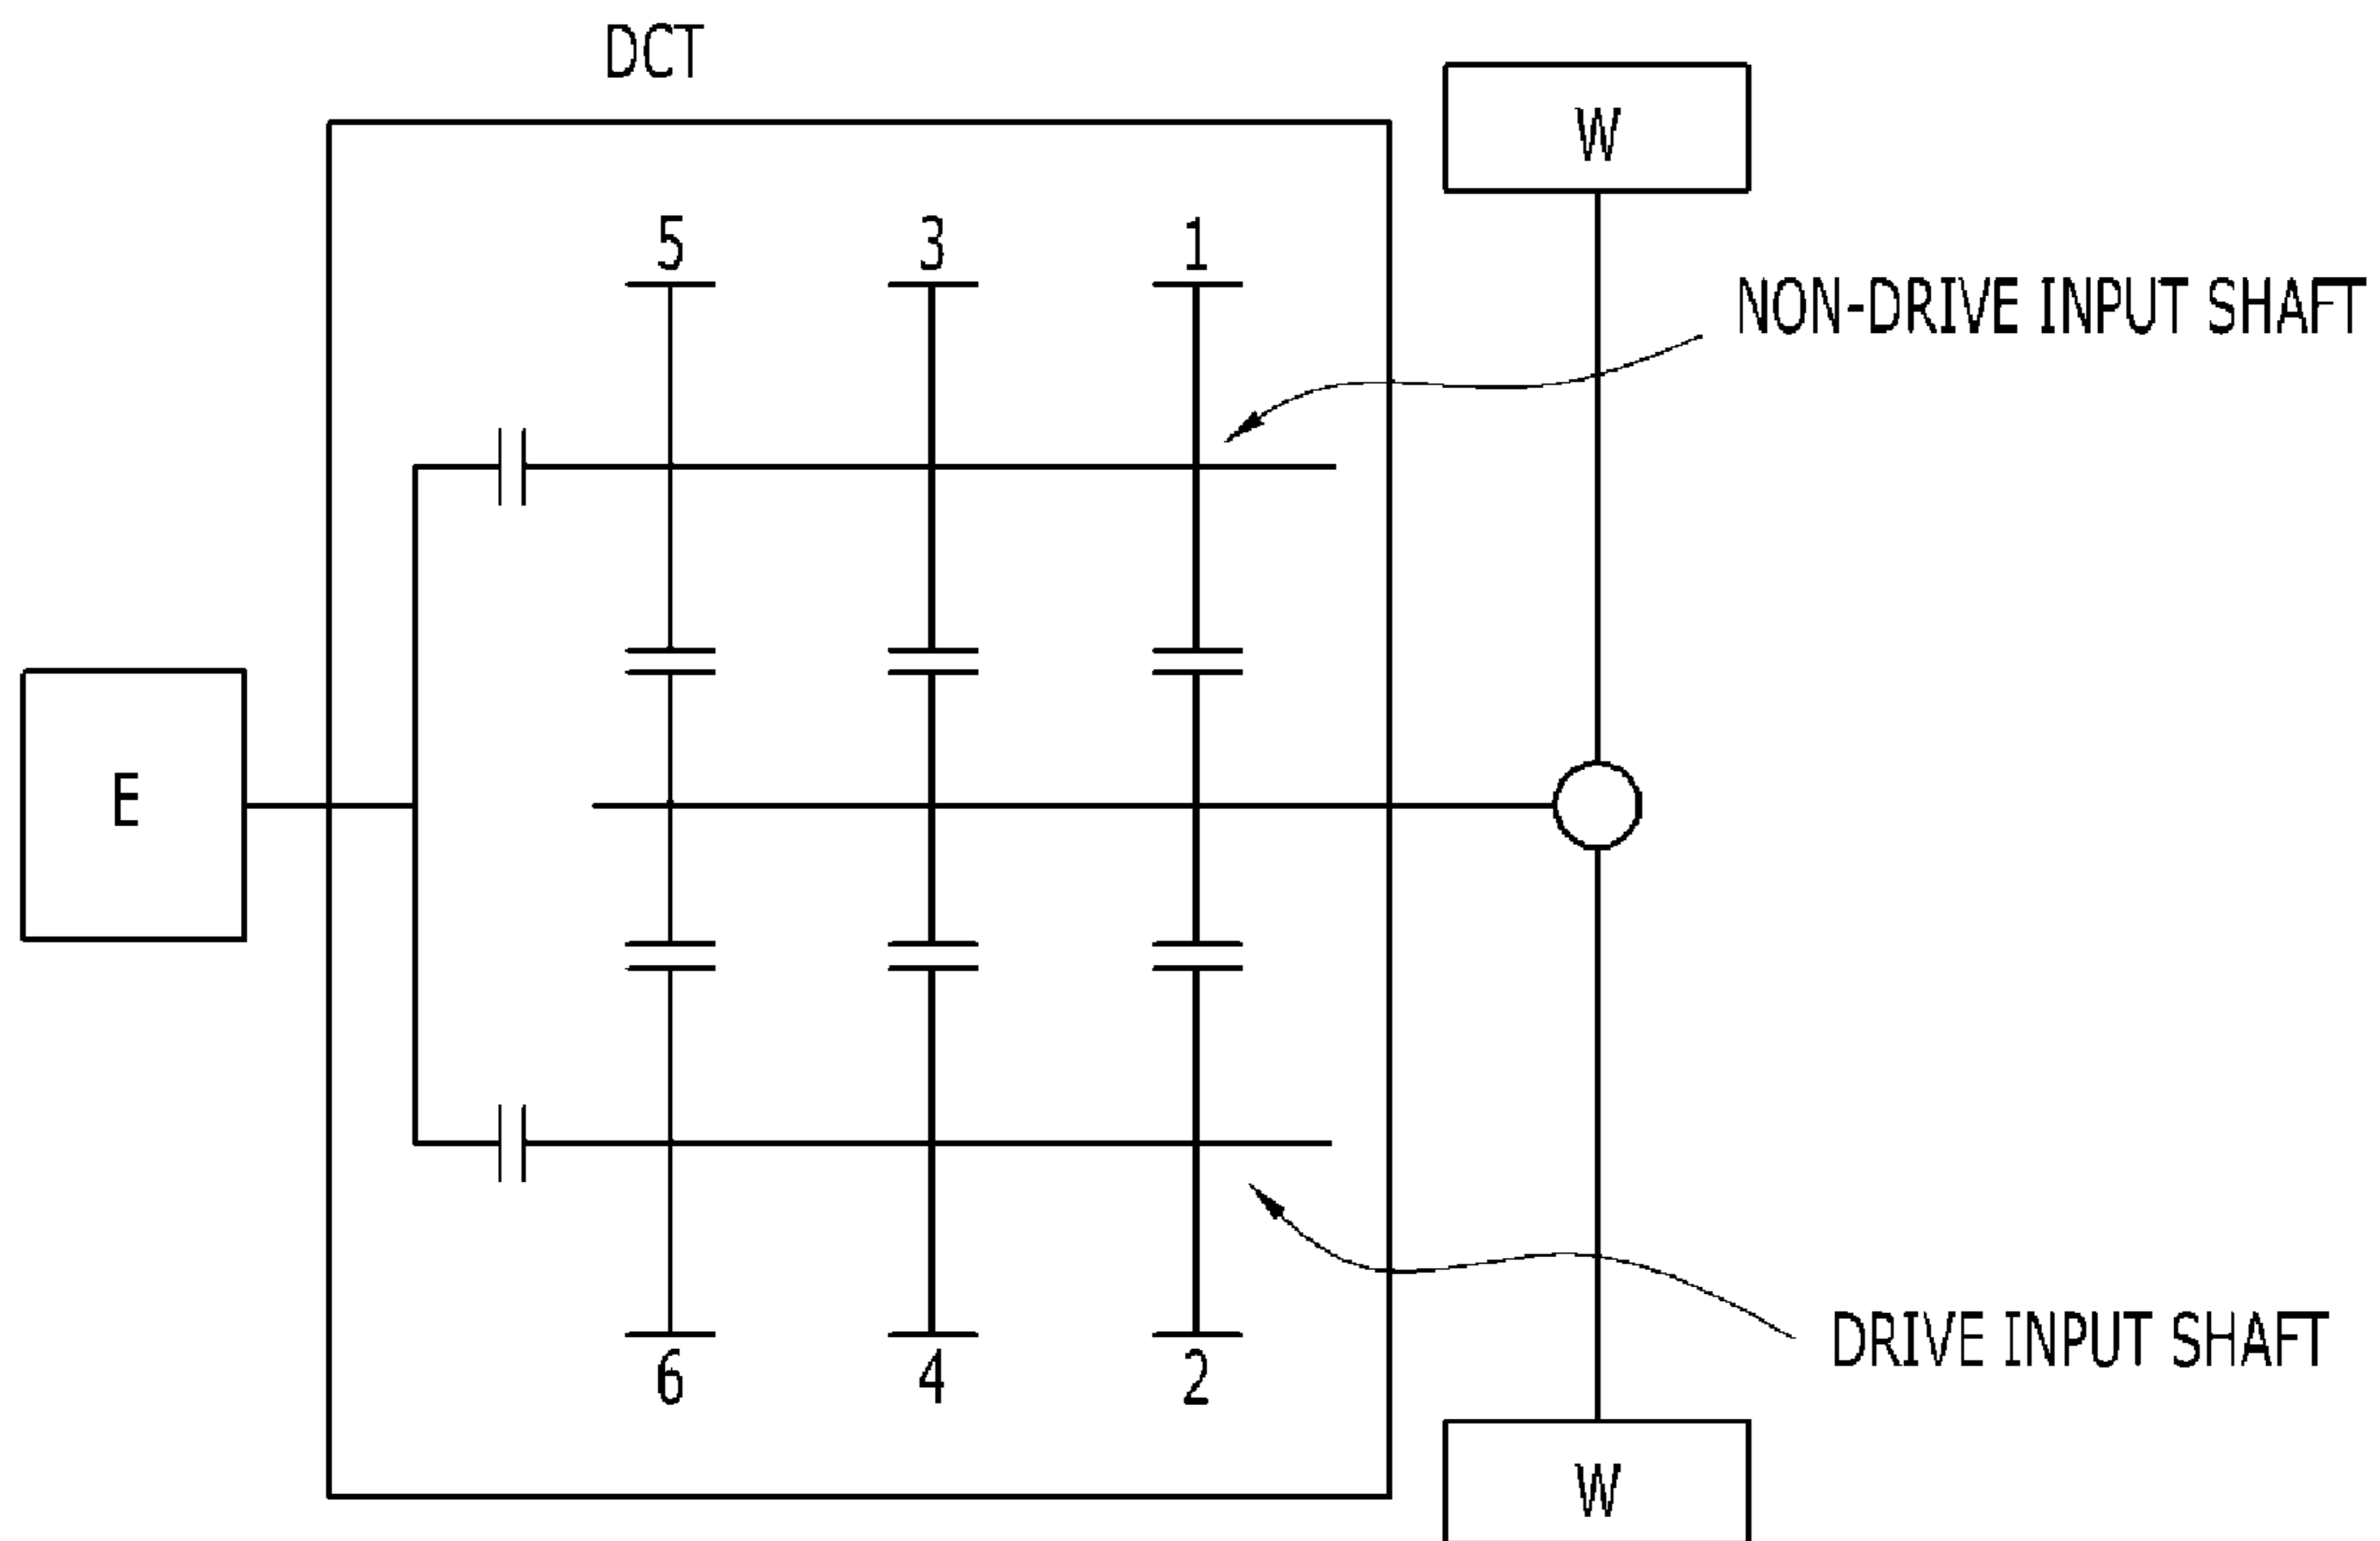 DCT
W
5 3 1
NON-DRIVE INPUT SHAFT
E
DRIVE INPUT SHAFT
6 4 2
W